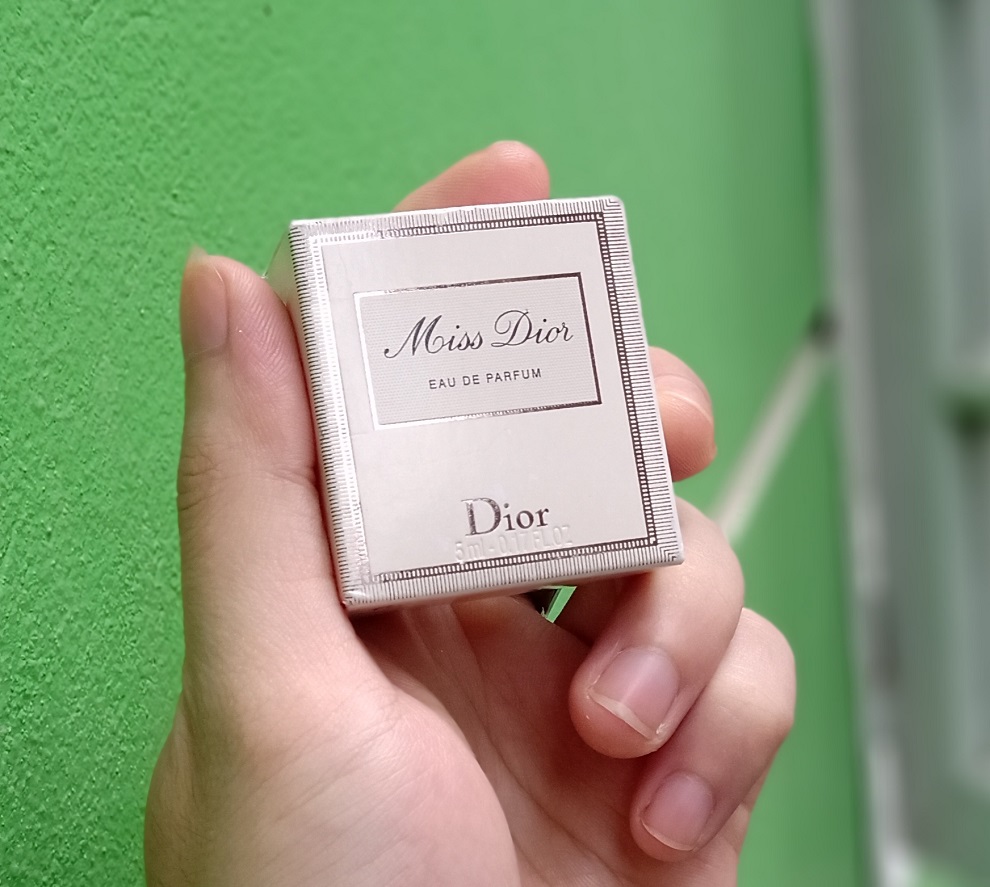 Miss Dior
EAU DE PARFUM
Dior
5ml-0.17FL.OZ